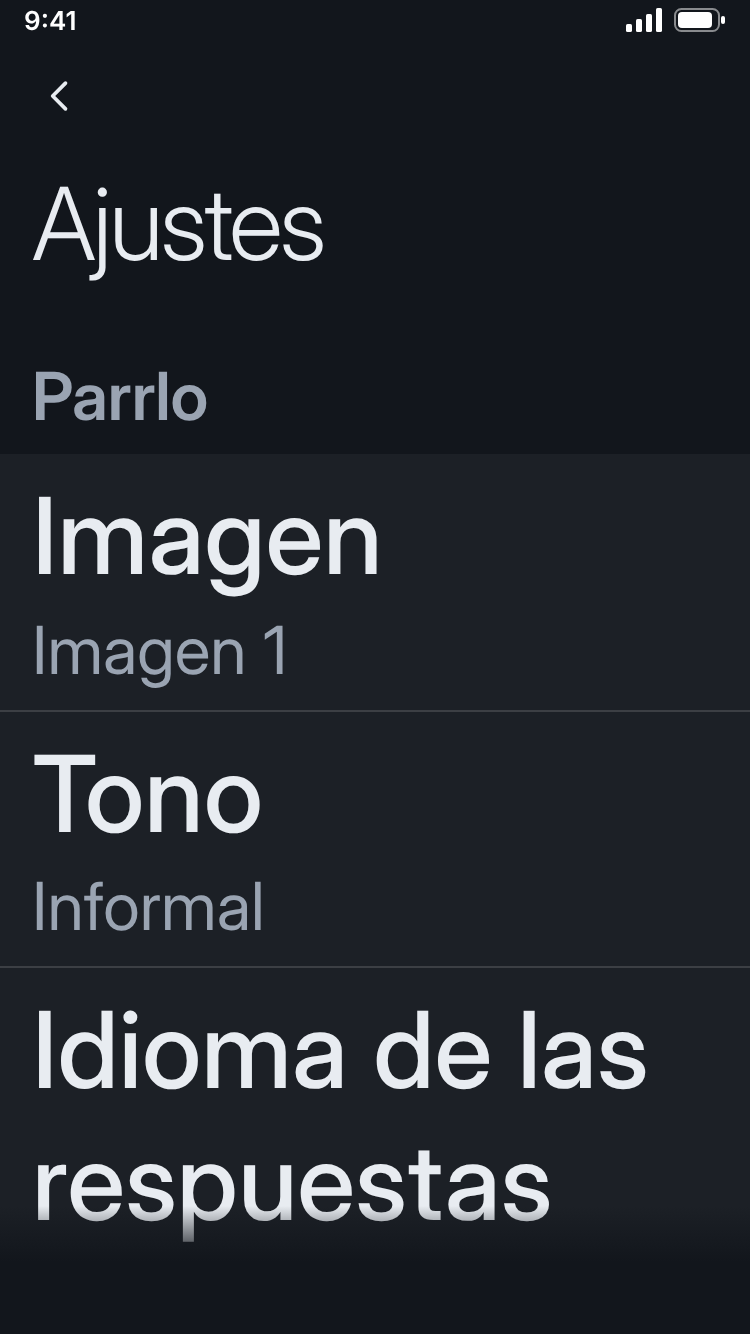 9:41
Ajustes
Parrlo
Imagen
Imagen 1
Tono
Informal
Idioma de las
respuestas